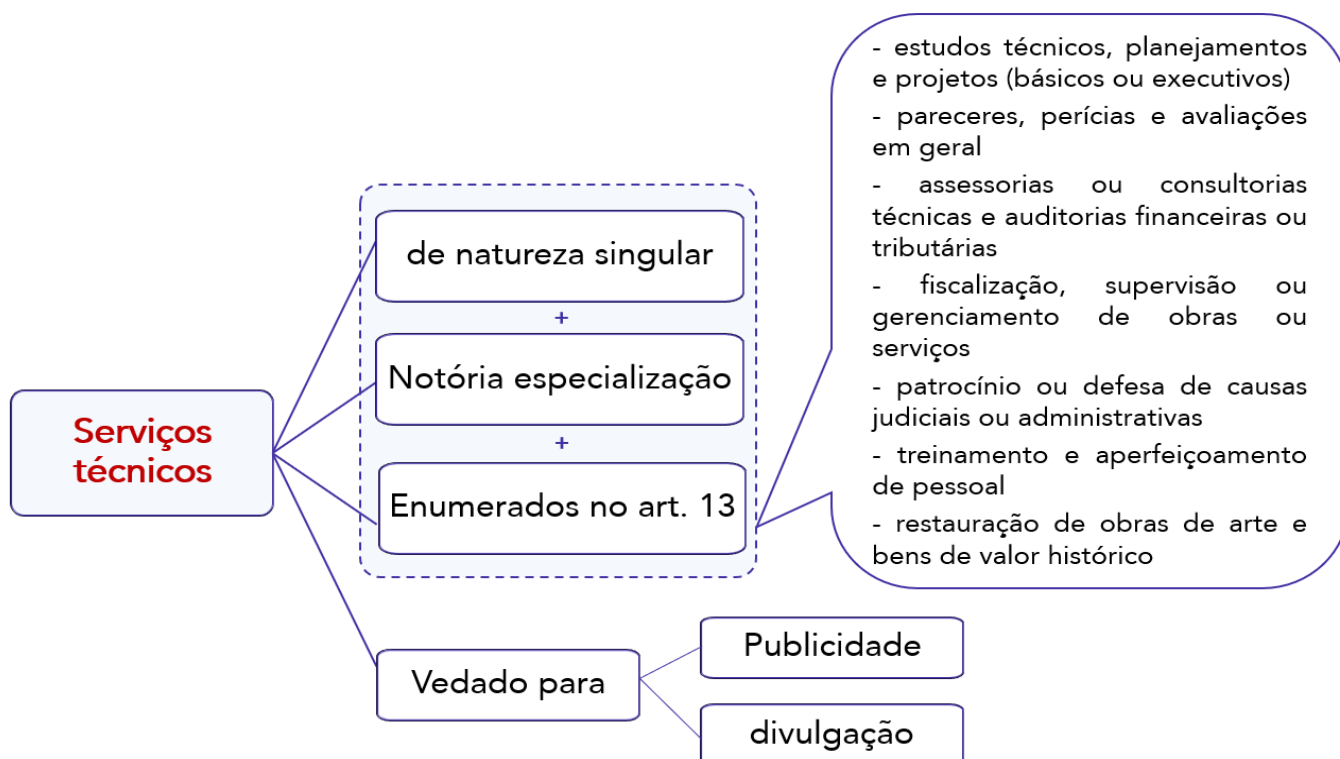 Serviços
técnicos
de natureza singular
+
Notória especialização
+
Enumerados no art. 13
- estudos técnicos, planejamentos
e projetos (básicos ou executivos)
- pareceres, perícias e avaliações
em geral
- assessorias ou consultorias
técnicas e auditorias financeiras ou
tributárias
- fiscalização, supervisão ou
gerenciamento de obras ou
serviços
- patrocínio ou defesa de causas
judiciais ou administrativas
- treinamento e aperfeiçoamento
de pessoal
- restauração de obras de arte e
bens de valor histórico
Vedado para
Publicidade
divulgação